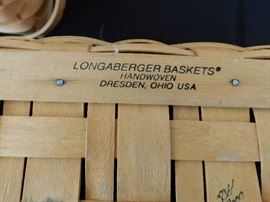 LONGABERGER BASKETS®
HANDWOVEN
DRESDEN, OHIO USA